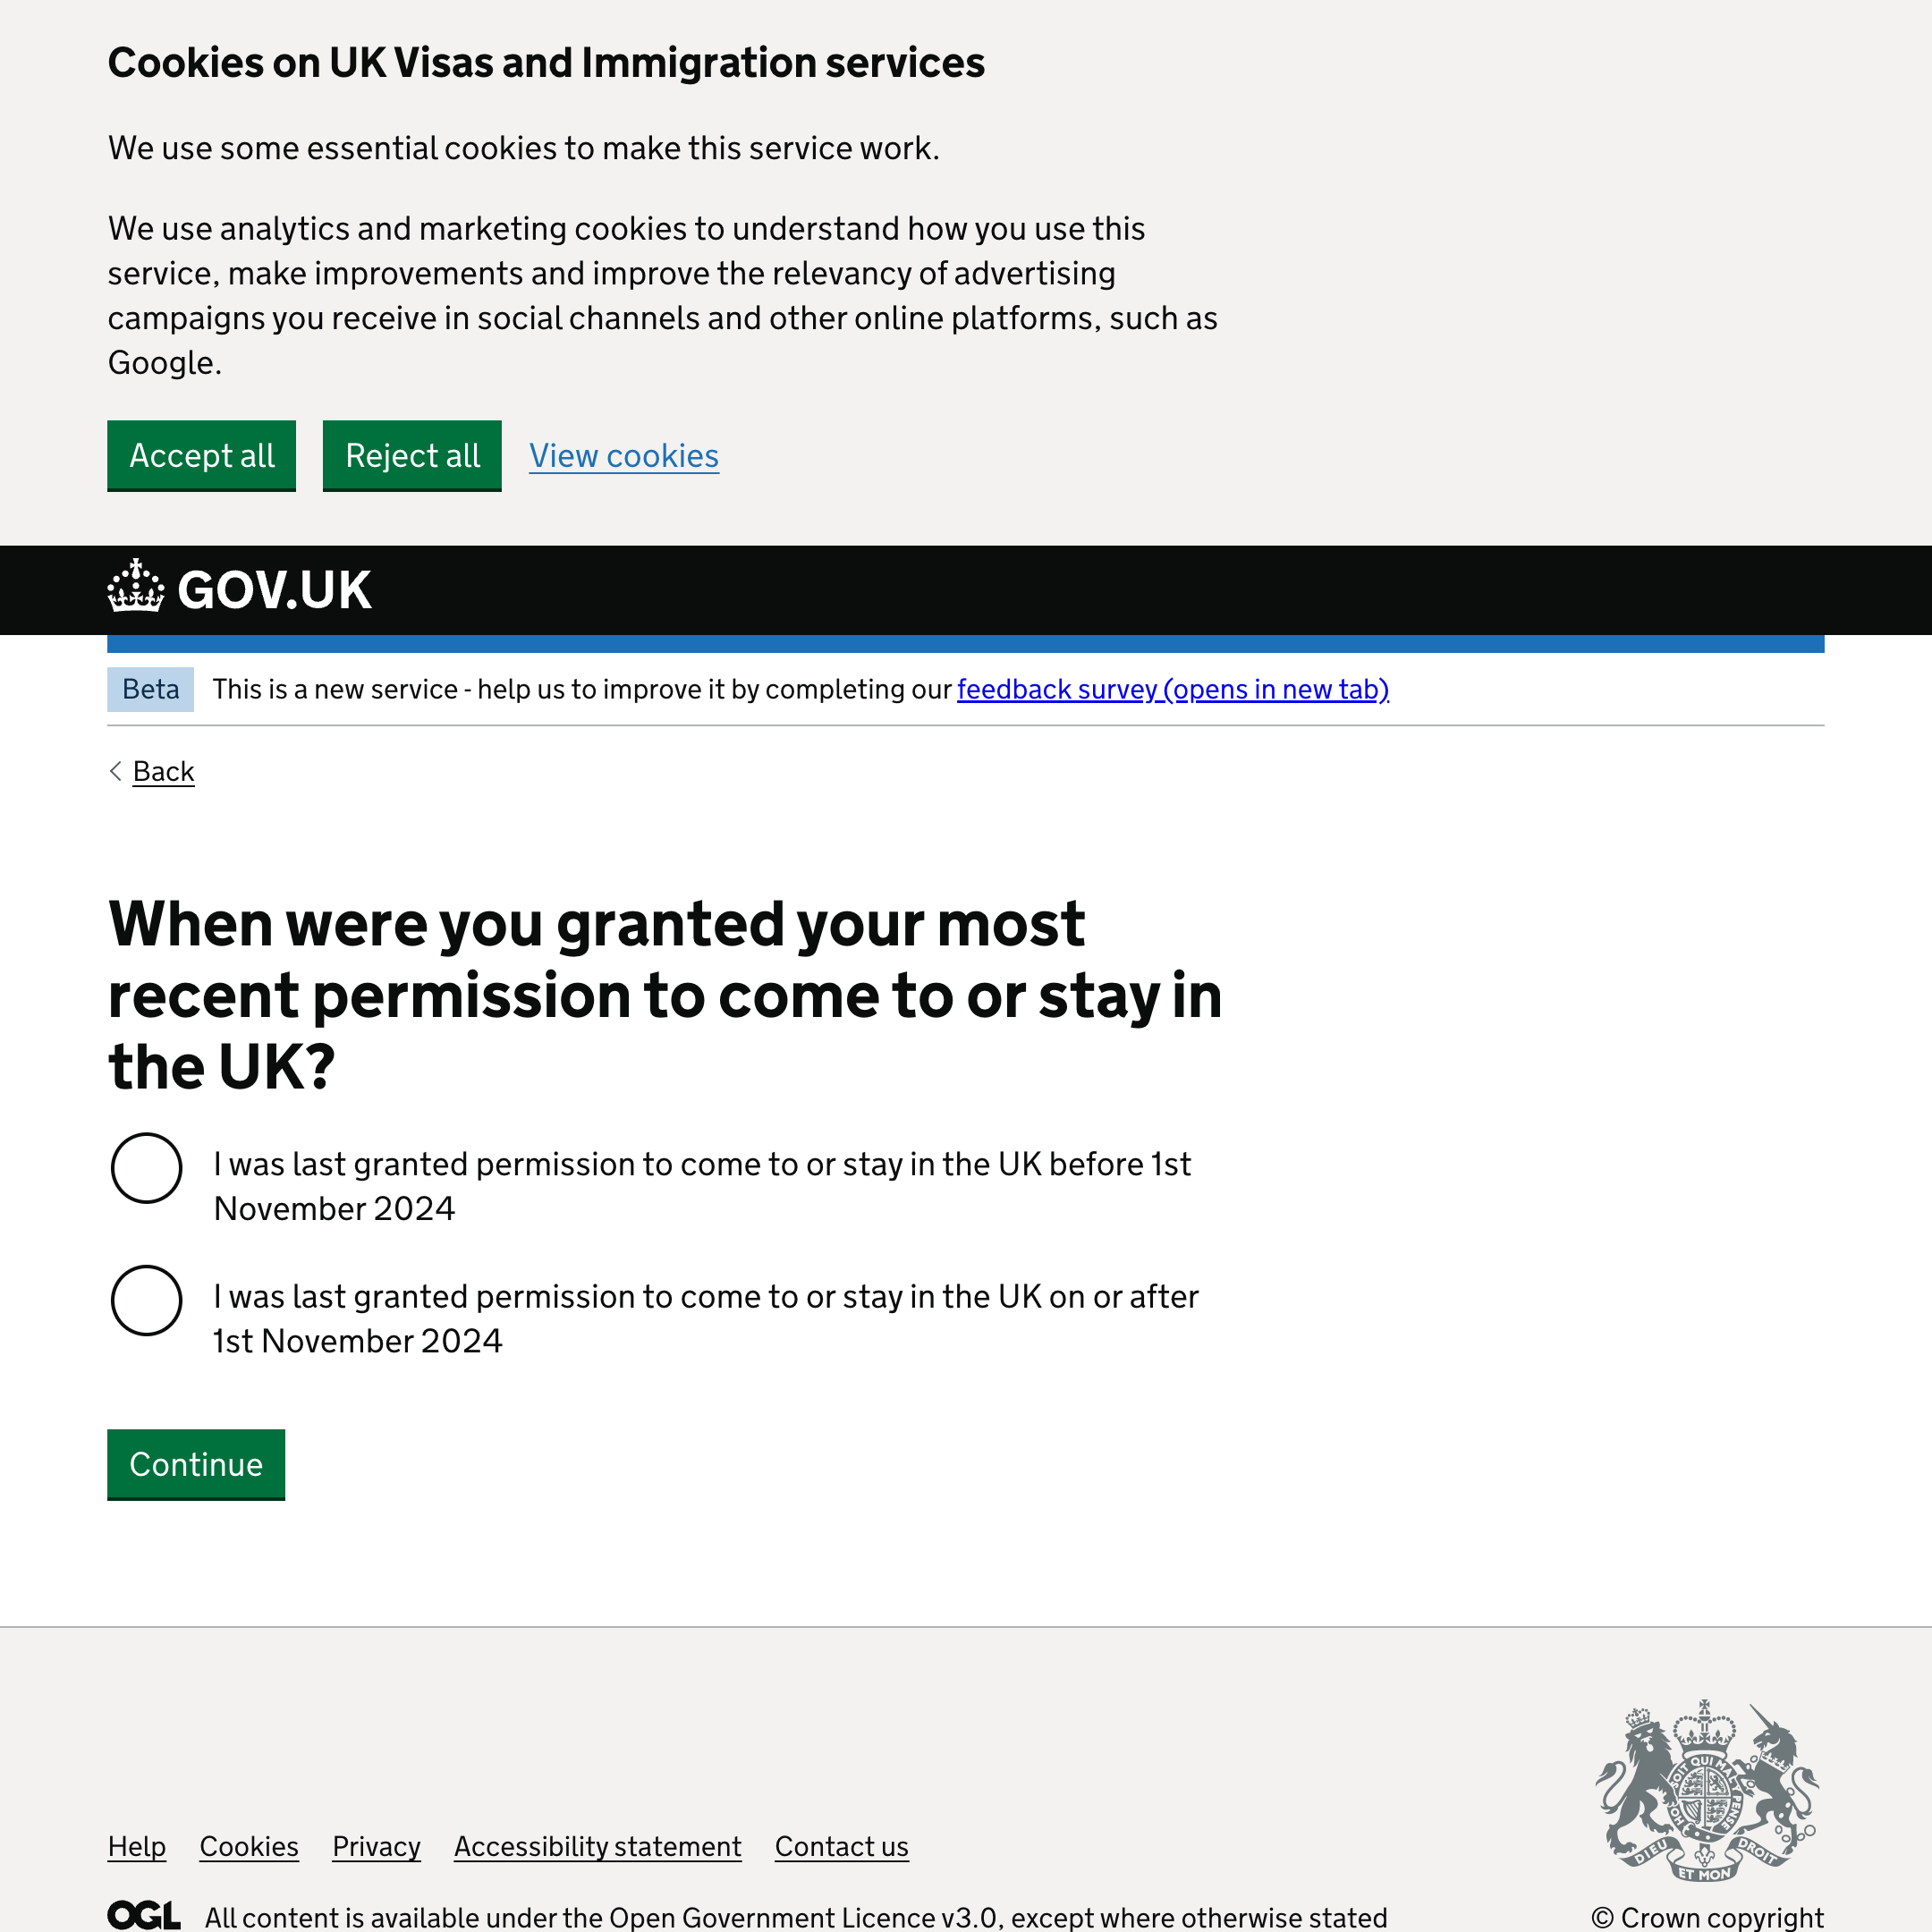 Cookies on UK Visas and Immigration services
We use some essential cookies to make this service work.
We use analytics and marketing cookies to understand how you use this
service, make improvements and improve the relevancy of advertising
campaigns you receive in social channels and other online platforms, such as
Google.
Accept all Reject all View cookies
GOV.UK
Beta This is a new service - help us to improve it by completing our feedback survey (opens in new tab)
Back
When were you granted your most
recent permission to come to or stay in
the UK?
I was last granted permission to come to or stay in the UK before 1st
November 2024
I was last granted permission to come to or stay in the UK on or after
1st November 2024
Continue
SOIT QUI MAL Y PENSE
DIEU ET MON DROIT
Help Cookies Privacy Accessibility statement Contact us
OGL All content is available under the Open Government Licence v3.0, except where otherwise stated
© Crown copyright